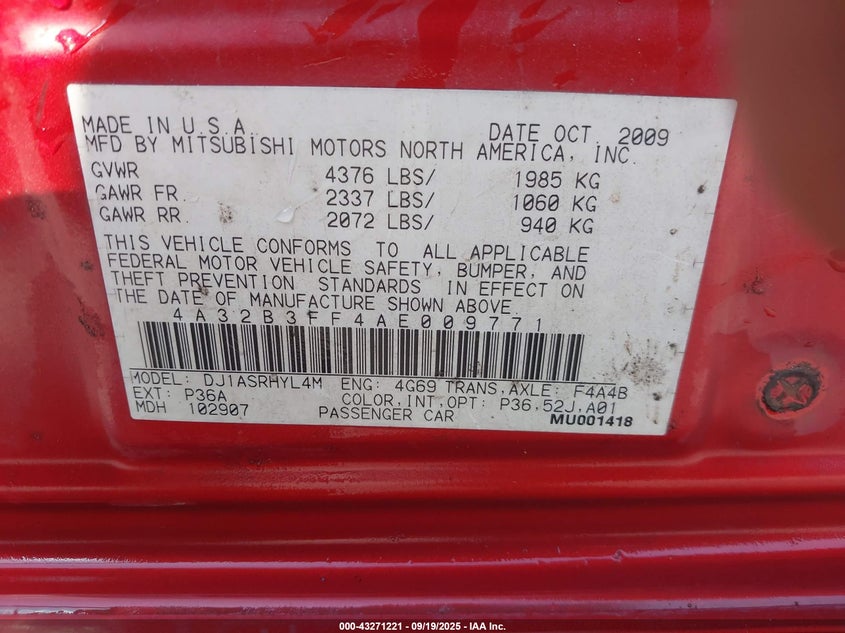 MADE IN U.S.A. DATE OCT 2009
MFD BY MITSUBISHI MOTORS NORTH AMERICA, INC.
GVWR 4376 LBS/ 1985 KG
GAWR FR. 2337 LBS/ 1060 KG
GAWR RR. 2072 LBS/ 940 KG
THIS VEHICLE CONFORMS TO ALL APPLICABLE
FEDERAL MOTOR VEHICLE SAFETY, BUMPER, AND
THEFT PREVENTION STANDARDS IN EFFECT ON
THE DATE OF MANUFACTURE SHOWN ABOVE.
4A32B3FF4AE009771
MODEL: DJ1ASRHYL4M ENG: 4G69 TRANS,AXLE: F4A4B
EXT: P36A COLOR,INT,OPT: P36.52J.A01
MDH 102907 PASSENGER CAR MU001418
000-43271221 - 09/19/2025 - IAA Inc.